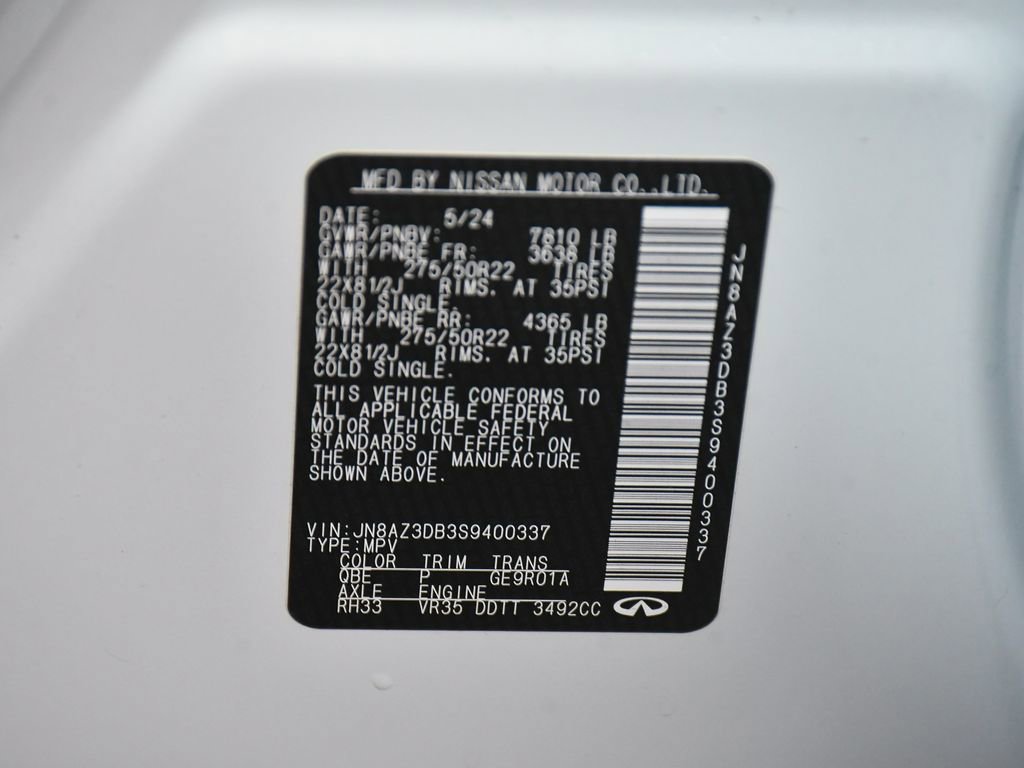 MFD BY NISSAN MOTOR CO.,LTD.
DATE: 5/24
GVWR/PNBV: 7810 LB
GAWR/PNBE FR: 3638 LB
WITH 275/50R22 TIRES
22X81/2J RIMS. AT 35PSI
COLD SINGLE.
GAWR/PNBE RR: 4365 LB
WITH 275/50R22 TIRES
22X81/2J RIMS. AT 35PSI
COLD SINGLE.
THIS VEHICLE CONFORMS TO
ALL APPLICABLE FEDERAL
MOTOR VEHICLE SAFETY
STANDARDS IN EFFECT ON
THE DATE OF MANUFACTURE
SHOWN ABOVE.
VIN:JN8AZ3DB3S9400337
TYPE:MPV
COLOR TRIM TRANS
QBE P GE9R01A
AXLE ENGINE
RH33 VR35 DDTT 3492CC
JN8AZ3DB3S9400337